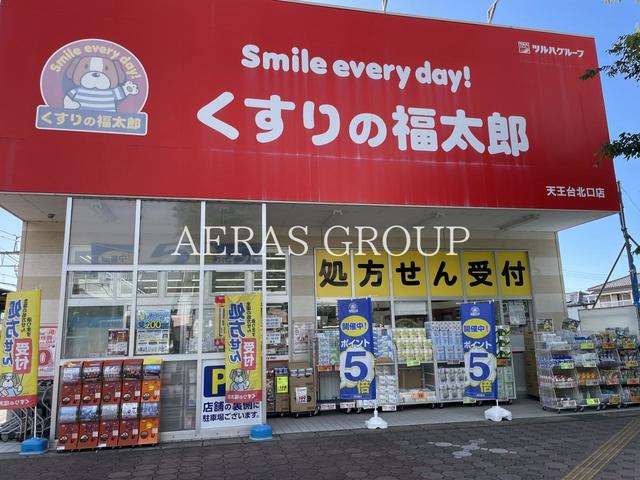 Smile every day!
くすりの福太郎
Smile every day!
ツルハグループ
くすりの福太郎
天王台北口店
AERAS GROUP
処方せん受付
処方せん
受付
処方せん
受付
開催中!
ポイント
5倍
開催中!
ポイント
5倍
200
P
店舗の裏側に
駐車場ございます。